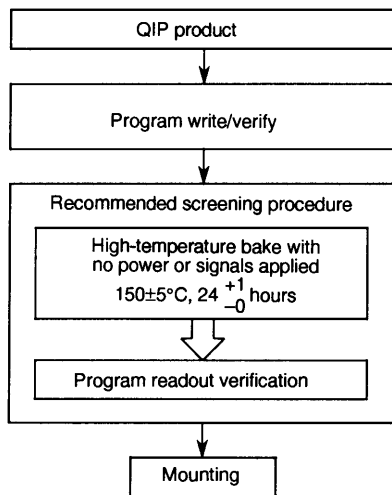 QIP product
Program write/verify
Recommended screening procedure
High-temperature bake with
no power or signals applied
150±5°C, 24 +1 −0 hours
Program readout verification
Mounting